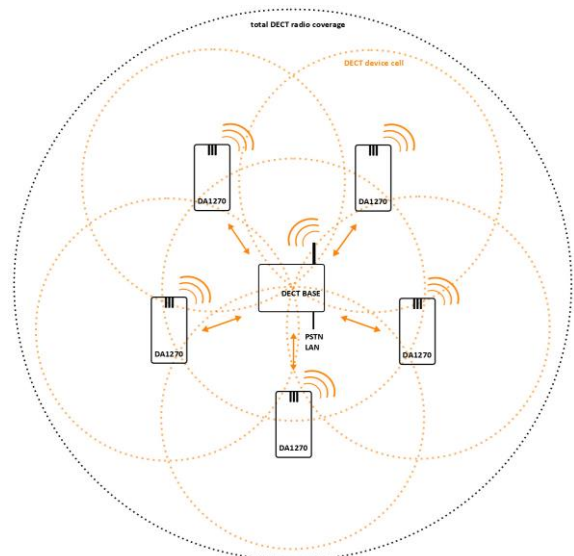 total DECT radio coverage
DECT device cell
DA1270
DA1270
DECT BASE
PSTN
LAN
DA1270
DA1270
DA1270